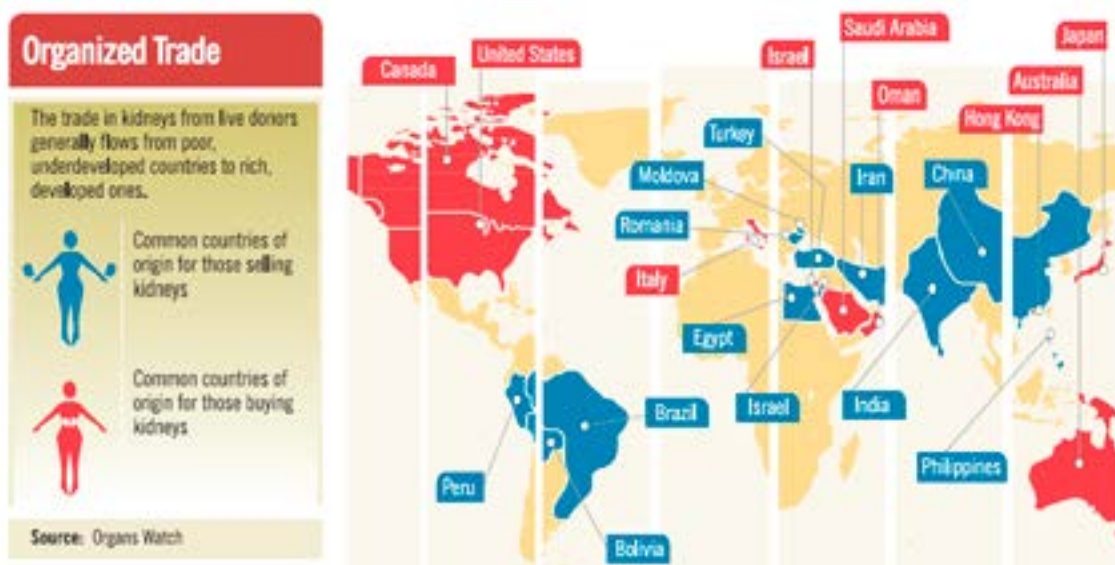 Organized Trade
The trade in kidneys from live donors
generally flows from poor,
underdeveloped countries to rich,
developed ones.
Common countries of
origin for those selling
kidneys
Common countries of
origin for those buying
kidneys
Source: Organs Watch
Canada
United States
Israel
Saudi Arabia
Japan
Australia
Oman
Hong Kong
Turkey
Moldova
Iran
China
Romania
Italy
Egypt
Brazil
Israel
India
Philippines
Peru
Bolivia